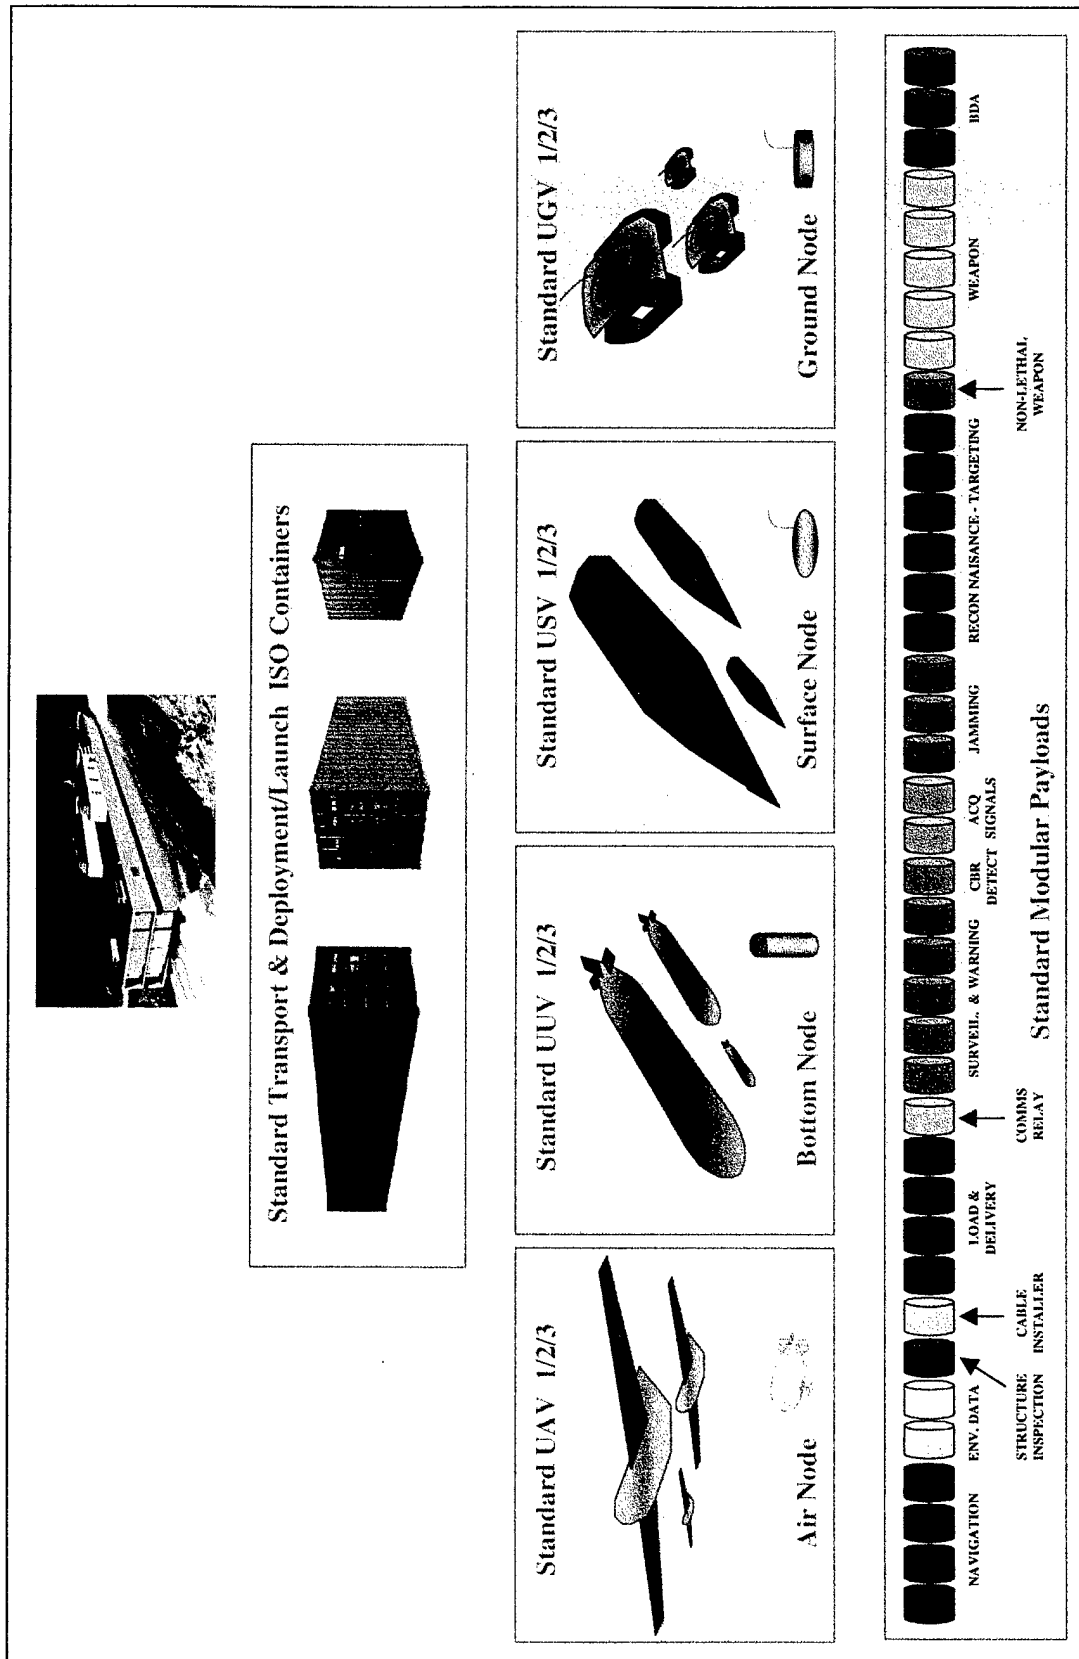 Standard Transport & Deployment/Launch ISO Containers
Standard UAV 1/2/3
Air Node
Standard UUV 1/2/3
Bottom Node
Standard USV 1/2/3
Surface Node
Standard UGV 1/2/3
Ground Node
NAVIGATION
ENV. DATA
STRUCTURE
INSPECTION
CABLE
INSTALLER
LOAD &
DELIVERY
COMMS
RELAY
SURVEIL. & WARNING
CBR
DETECT
ACQ
SIGNALS
JAMMING
RECON NAISANCE - TARGETING
NON-LETHAL
WEAPON
WEAPON
BDA
Standard Modular Payloads